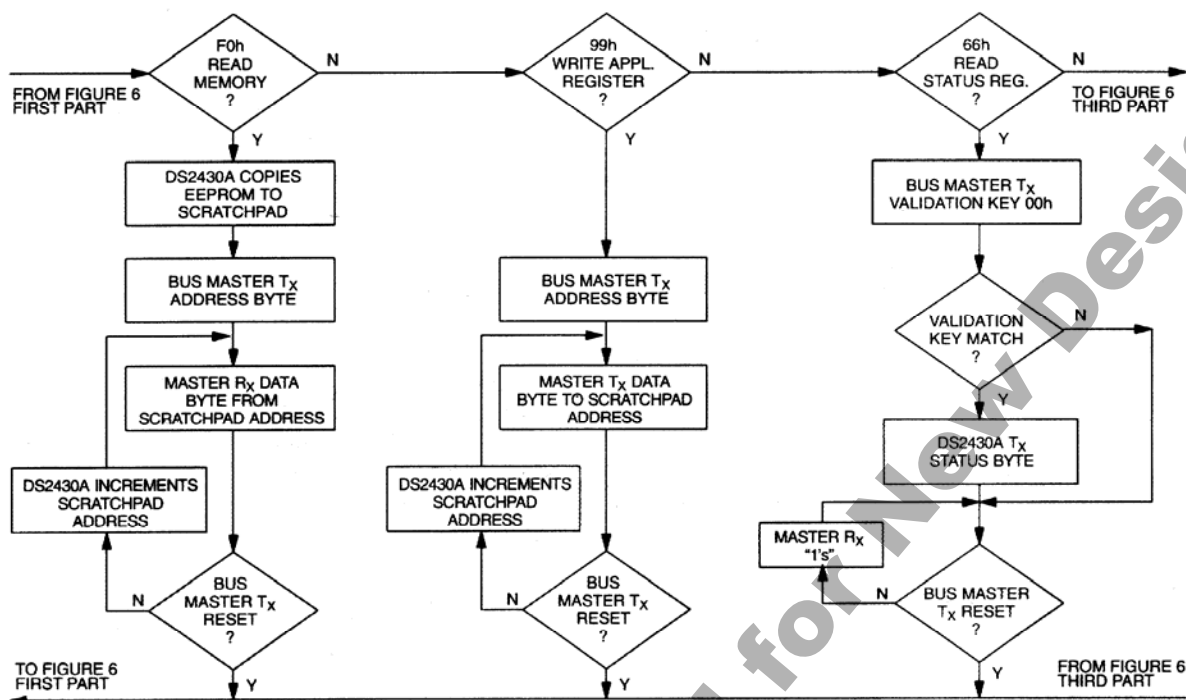 F0h
READ
MEMORY
?
N
Y
FROM FIGURE 6
FIRST PART
99h
WRITE APPL.
REGISTER
?
N
Y
66h
READ
STATUS REG.
?
N
Y
TO FIGURE 6
THIRD PART
DS2430A COPIES
EEPROM TO
SCRATCHPAD
BUS MASTER TX
ADDRESS BYTE
MASTER RX DATA
BYTE FROM
SCRATCHPAD ADDRESS
DS2430A INCREMENTS
SCRATCHPAD
ADDRESS
BUS
MASTER TX
RESET
?
N
Y
BUS MASTER TX
ADDRESS BYTE
MASTER TX DATA
BYTE TO SCRATCHPAD
ADDRESS
DS2430A INCREMENTS
SCRATCHPAD
ADDRESS
BUS
MASTER TX
RESET
?
N
Y
BUS MASTER TX
VALIDATION KEY 00h
VALIDATION
KEY MATCH
?
N
Y
DS2430A TX
STATUS BYTE
MASTER RX
"1's"
BUS MASTER
TX RESET
?
N
Y
TO FIGURE 6
FIRST PART
FROM FIGURE 6
THIRD PART
for New Desi